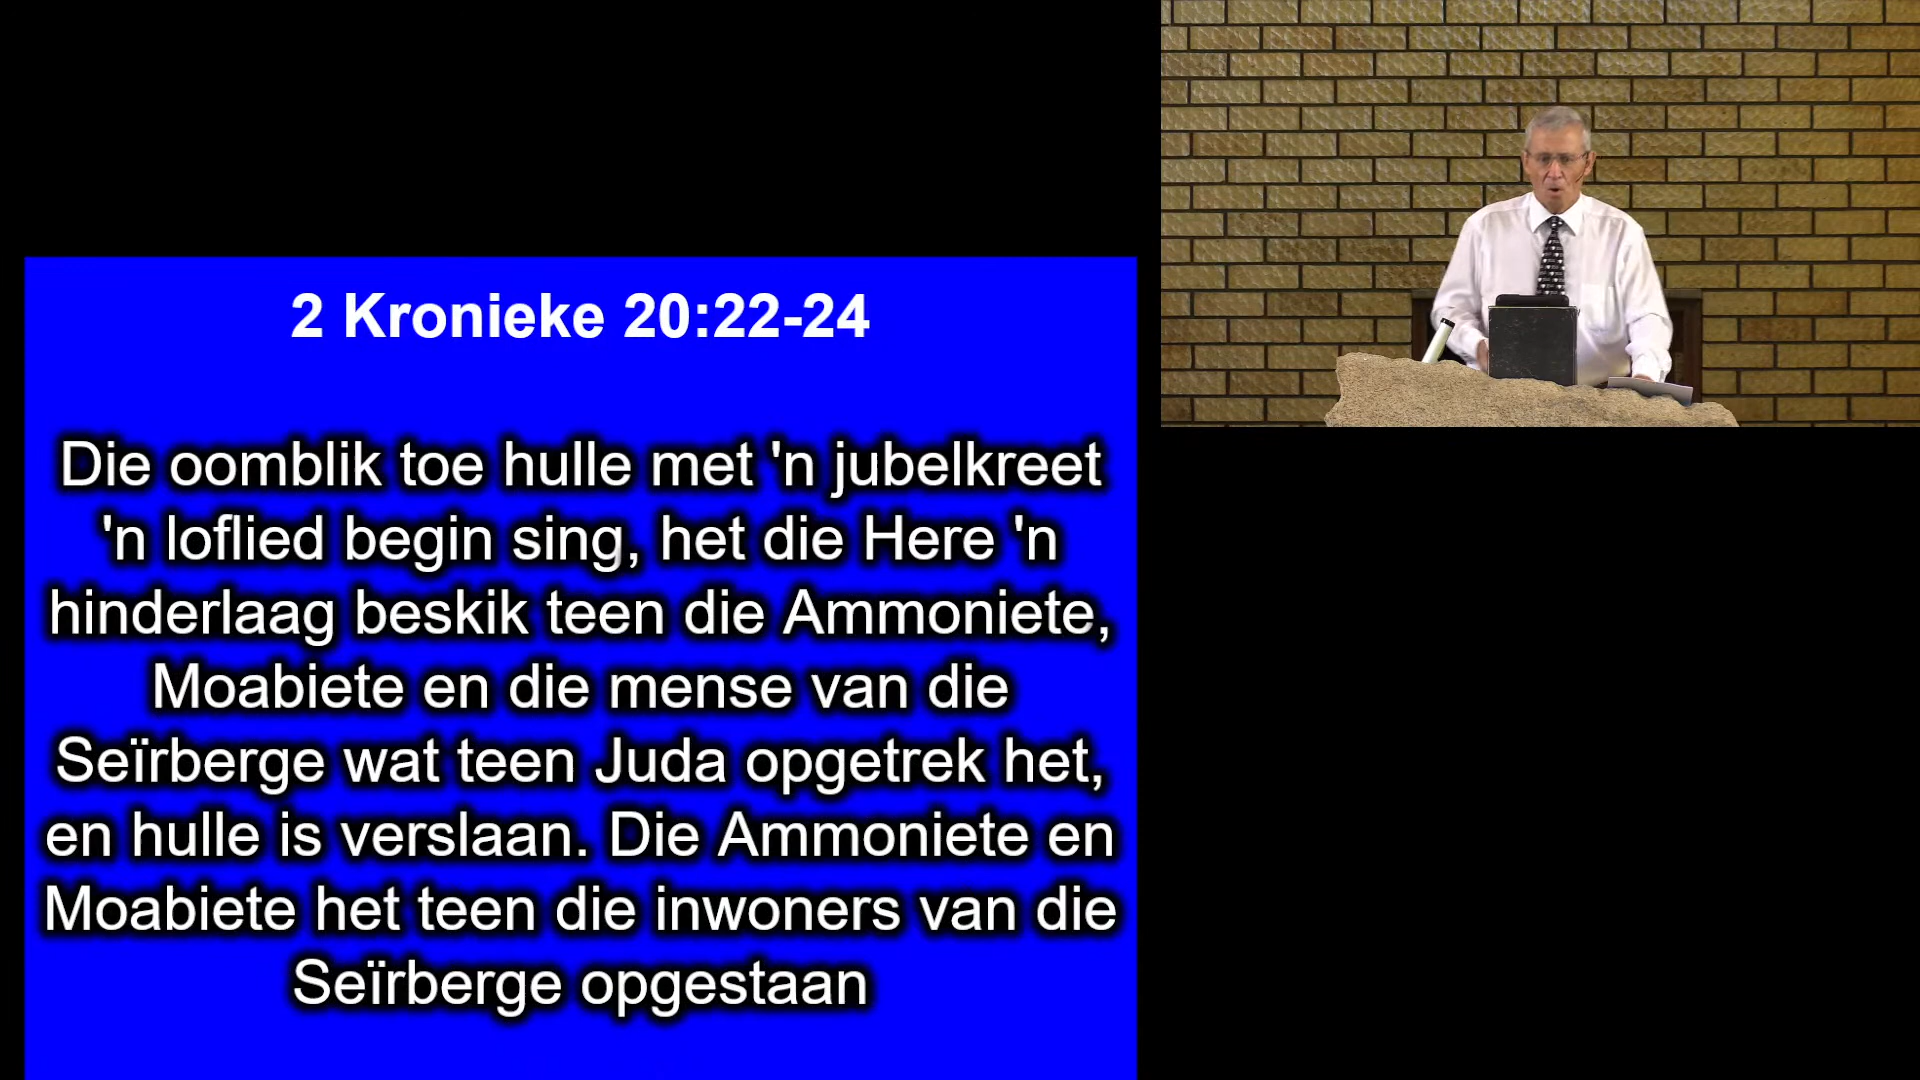 2 Kronieke 20:22-24
Die oomblik toe hulle met 'n jubelkreet
'n loflied begin sing, het die Here 'n
hinderlaag beskik teen die Ammoniete,
Moabiete en die mense van die
Seïrberge wat teen Juda opgetrek het,
en hulle is verslaan. Die Ammoniete en
Moabiete het teen die inwoners van die
Seïrberge opgestaan